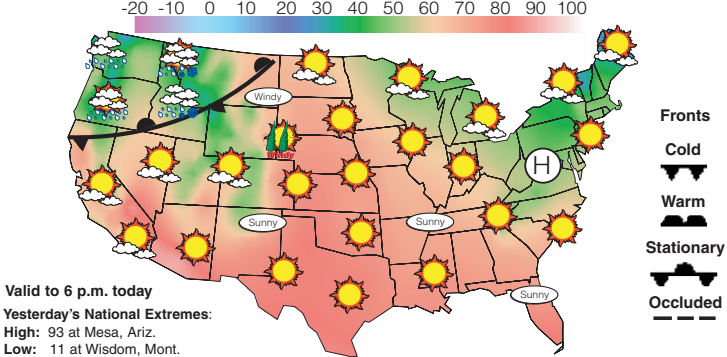 -20 -10 0 10 20 30 40 50 60 70 80 90 100
Windy
Windy
H
Sunny
Sunny
Sunny
Fronts
Cold
Warm
Stationary
Occluded
Valid to 6 p.m. today
Yesterday's National Extremes:
High: 93 at Mesa, Ariz.
Low: 11 at Wisdom, Mont.